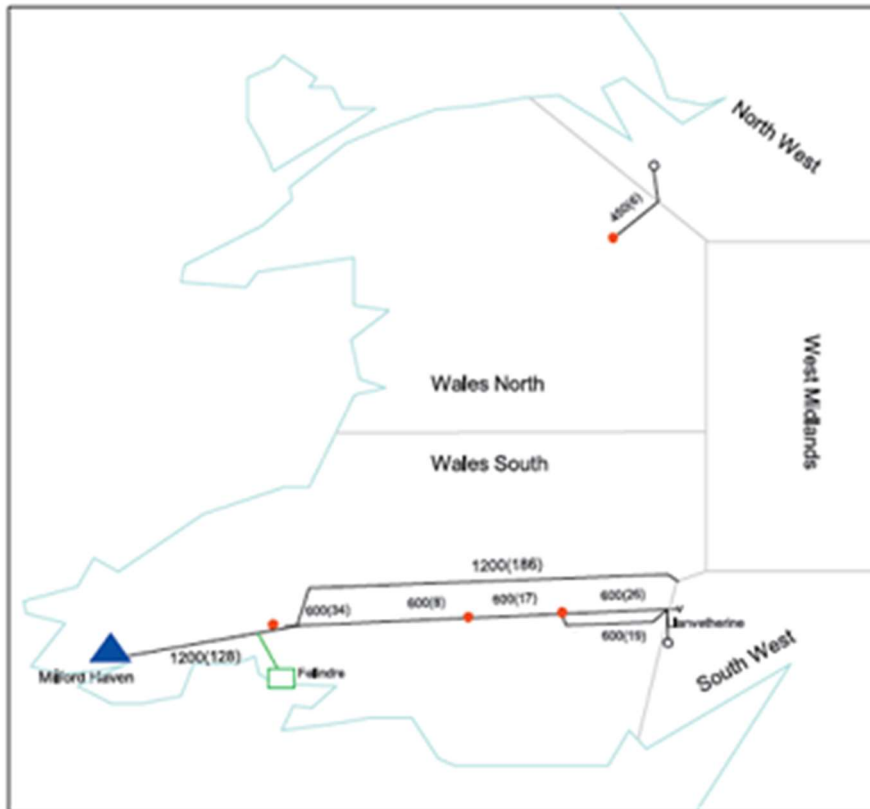 North West
450(6)
West Midlands
Wales North
Wales South
1200(186)
600(34)
600(8)
600(17)
600(26)
Llanvetherine
600(19)
1200(128)
Milford Haven
Felindre
South West